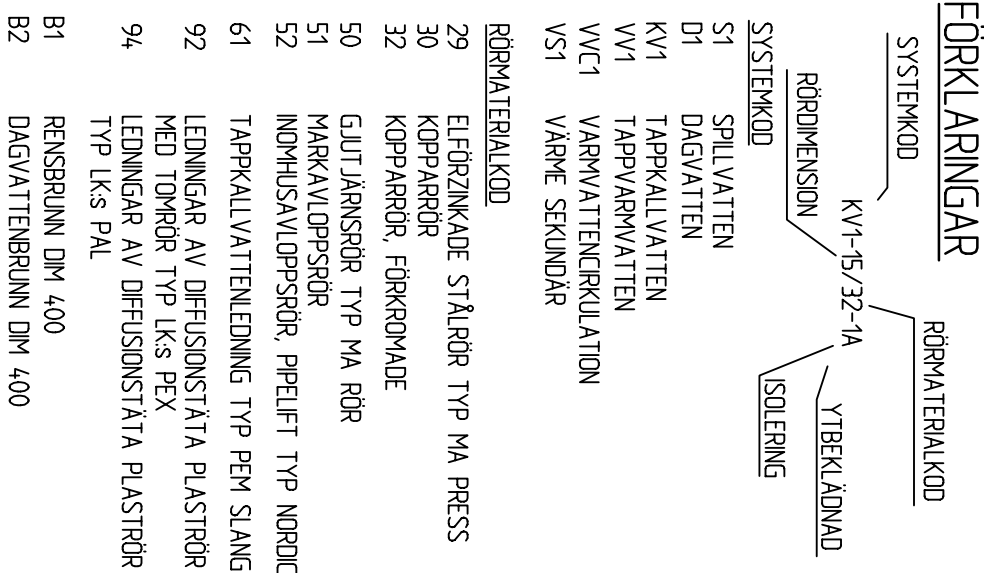 FÖRKLARINGAR
SYSTEMKOD
RÖRMATERIALKOD
KV1-15/32-1A
RÖRDIMENSION
YTBEKLÄDNAD
ISOLERING
SYSTEMKOD
S1 SPILLVATTEN
D1 DAGVATTEN
KV1 TAPPKALLVATTEN
VV1 TAPPVARMVATTEN
VVC1 VARMVATTENCIRKULATION
VS1 VÄRME SEKUNDÄR
RÖRMATERIALKOD
29 ELFÖRZINKADE STÅLRÖR TYP MA PRESS
30 KOPPARRÖR
32 KOPPARRÖR, FÖRKROMADE
50 GJUTJÄRNSRÖR TYP MA RÖR
51 MARKAVLOPPSRÖR
52 INOMHUSAVLOPPSRÖR, PIPELIFT TYP NORDIC
61 TAPPKALLVATTENLEDNING TYP PEM SLANG
92 LEDNINGAR AV DIFFUSIONSTÄTA PLASTRÖR
MED TOMRÖR TYP LK:s PEX
94 LEDNINGAR AV DIFFUSIONSTÄTA PLASTRÖR
TYP LK:s PAL
B1 RENSBRUNN DIM 400
B2 DAGVATTENBRUNN DIM 400